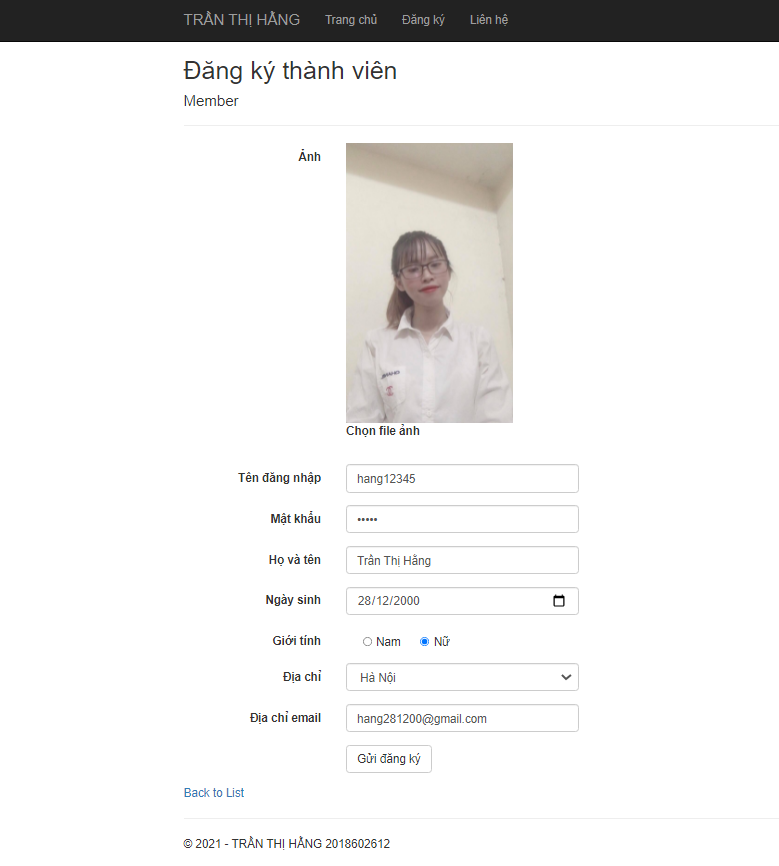 TRẦN THỊ HẰNG Trang chủ Đăng ký Liên hệ
Đăng ký thành viên
Member
Ảnh
Chọn file ảnh
Tên đăng nhập hang12345
Mật khẩu •••••
Họ và tên Trần Thị Hằng
Ngày sinh 28/12/2000
Giới tính Nam Nữ
Địa chỉ Hà Nội
Địa chỉ email hang281200@gmail.com
Gửi đăng ký
Back to List
© 2021 - TRẦN THỊ HẰNG 2018602612